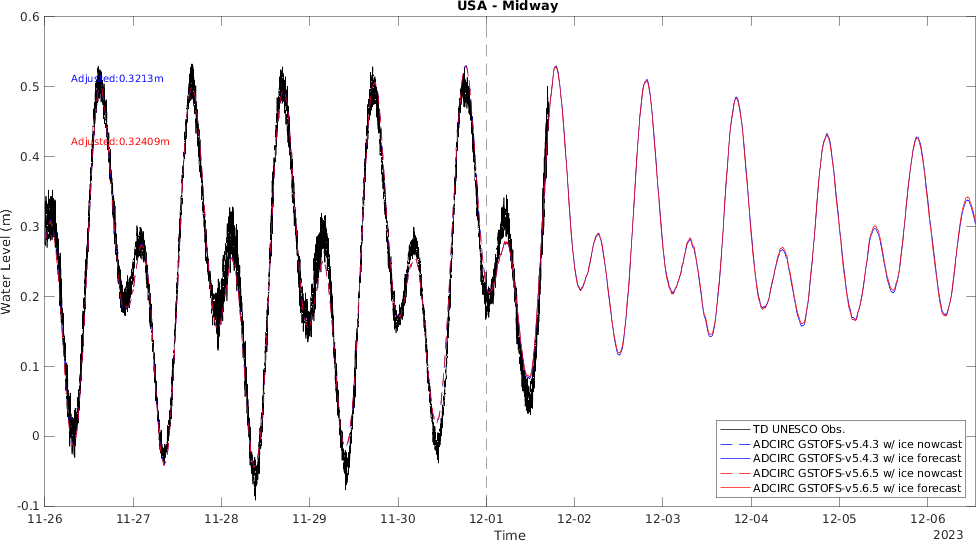 USA - Midway
0.6
0.5
0.4
0.3
0.2
0.1
0
-0.1
Water Level (m)
Adjusted:0.3213m
Adjusted:0.32409m
TD UNESCO Obs.
ADCIRC GSTOFS-v5.4.3 w/ ice nowcast
ADCIRC GSTOFS-v5.4.3 w/ ice forecast
ADCIRC GSTOFS-v5.6.5 w/ ice nowcast
ADCIRC GSTOFS-v5.6.5 w/ ice forecast
11-26 11-27 11-28 11-29 11-30 12-01 12-02 12-03 12-04 12-05 12-06
Time
2023